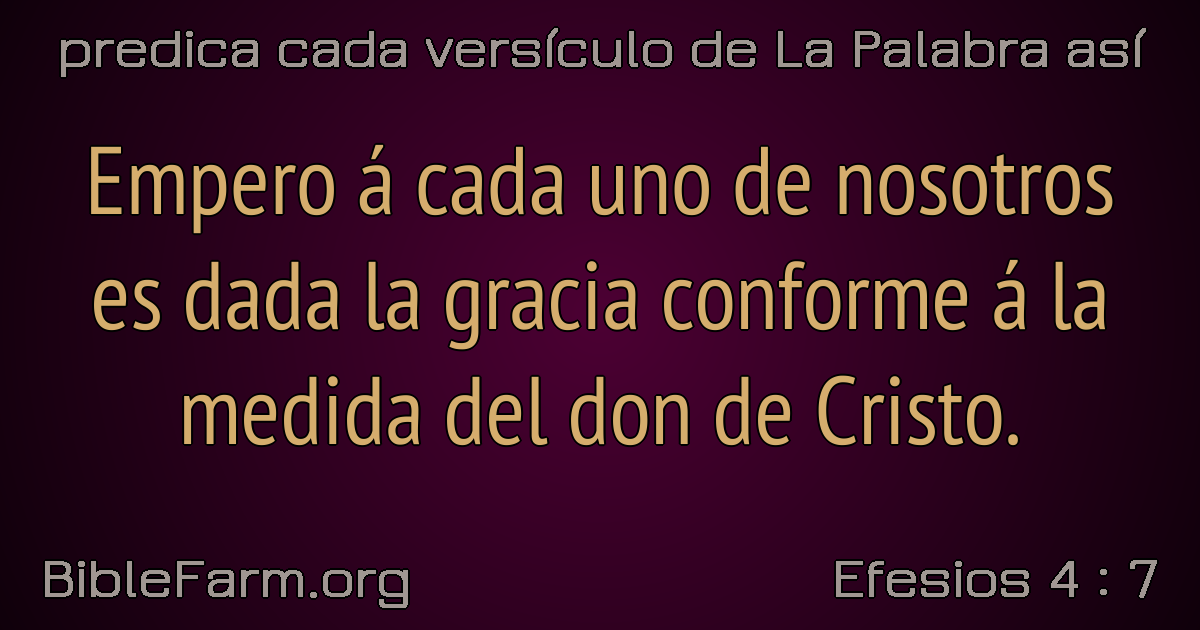 predica cada versículo de La Palabra así
Empero á cada uno de nosotros
es dada la gracia conforme á la
medida del don de Cristo.
BibleFarm.org
Efesios 4 : 7